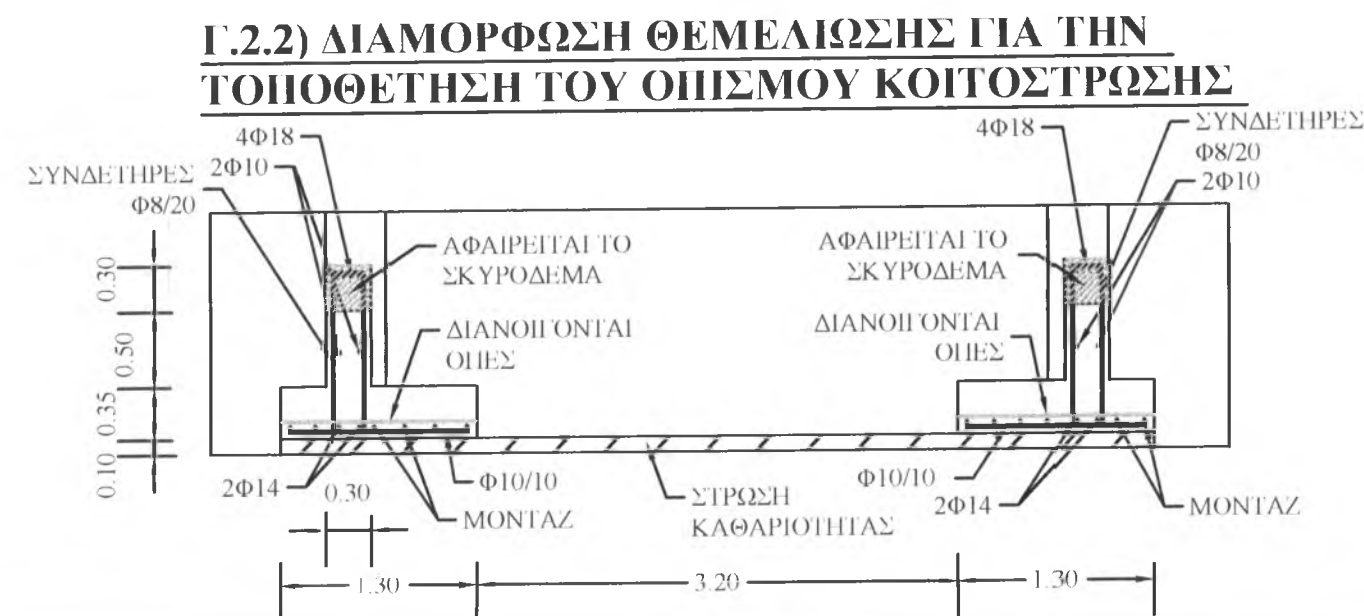 Γ.2.2) ΔΙΑΜΟΡΦΩΣΗ ΘΕΜΕΛΙΩΣΗΣ ΓΙΑ ΤΗΝ
ΤΟΠΟΘΕΤΗΣΗ ΤΟΥ ΟΠΙΣΜΟΥ ΚΟΙΤΟΣΤΡΩΣΗΣ
4Φ18
ΣΥΝΔΕΤΗΡΕΣ
Φ8/20
2Φ10
ΑΦΑΙΡΕΙΤΑΙ ΤΟ
ΣΚΥΡΟΔΕΜΑ
ΔΙΑΝΟΙΓΟΝΤΑΙ
ΟΠΕΣ
4Φ18
ΣΥΝΔΕΤΗΡΕΣ
Φ8/20
2Φ10
ΑΦΑΙΡΕΙΤΑΙ ΤΟ
ΣΚΥΡΟΔΕΜΑ
ΔΙΑΝΟΙΓΟΝΤΑΙ
ΟΠΕΣ
0.30
0.50
0.35
0.10
2Φ14
0.30
Φ10/10
ΜΟΝΤΑΖ
ΣΤΡΩΣΗ
ΚΑΘΑΡΙΟΤΗΤΑΣ
Φ10/10
2Φ14
ΜΟΝΤΑΖ
1.30
3.20
1.30